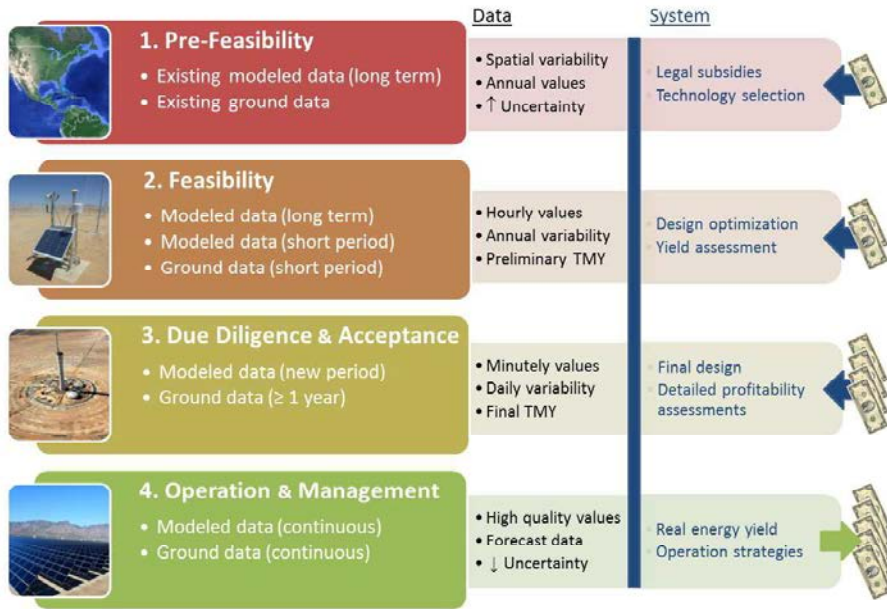 Data
System
1. Pre-Feasibility
• Existing modeled data (long term)
• Existing ground data
• Spatial variability
• Annual values
• ↑ Uncertainty
• Legal subsidies
• Technology selection
2. Feasibility
• Modeled data (long term)
• Modeled data (short period)
• Ground data (short period)
• Hourly values
• Annual variability
• Preliminary TMY
• Design optimization
• Yield assessment
3. Due Diligence & Acceptance
• Modeled data (new period)
• Ground data (≥ 1 year)
• Minutely values
• Daily variability
• Final TMY
• Final design
• Detailed profitability
assessments
4. Operation & Management
• Modeled data (continuous)
• Ground data (continuous)
• High quality values
• Forecast data
• ↓ Uncertainty
• Real energy yield
• Operation strategies